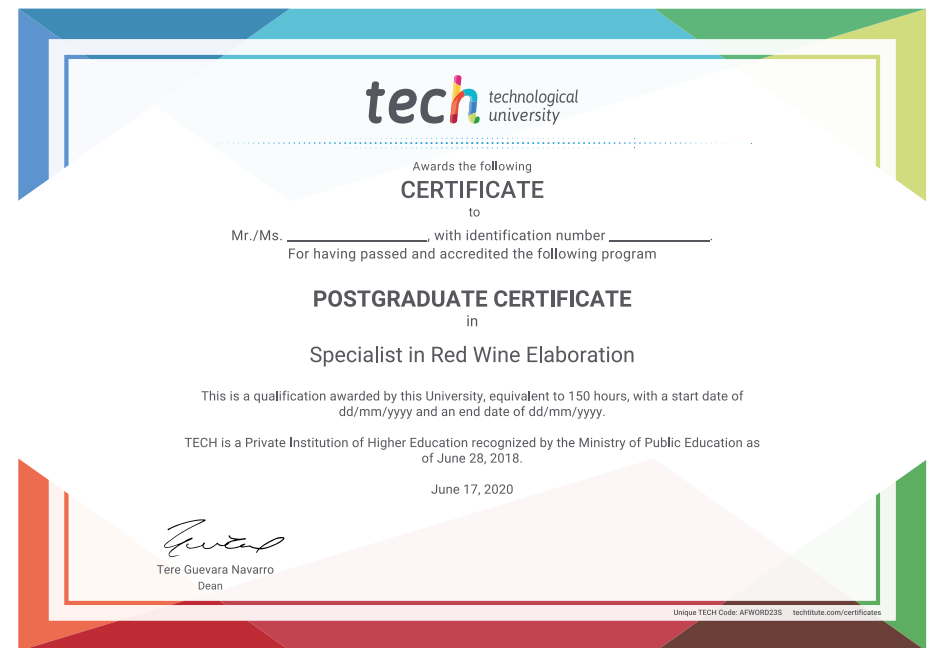 tech technological
university
Awards the following
CERTIFICATE
to
Mr./Ms. ____________________, with identification number ______________.
For having passed and accredited the following program
POSTGRADUATE CERTIFICATE
in
Specialist in Red Wine Elaboration
This is a qualification awarded by this University, equivalent to 150 hours, with a start date of
dd/mm/yyyy and an end date of dd/mm/yyyy.
TECH is a Private Institution of Higher Education recognized by the Ministry of Public Education as
of June 28, 2018.
June 17, 2020
Tere Guevara Navarro
Dean
Unique TECH Code: AFWORD23S techtitute.com/certificates